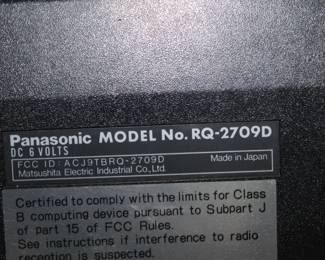 Panasonic MODEL No. RQ-2709D
DC 6 VOLTS
FCC ID: ACJ9TBRQ-2709D Made in Japan
Matsushita Electric Industrial Co., Ltd.
Certified to comply with the limits for Class
B computing device pursuant to Subpart J
of part 15 of FCC Rules.
See instructions if interference to radio
reception is suspected.